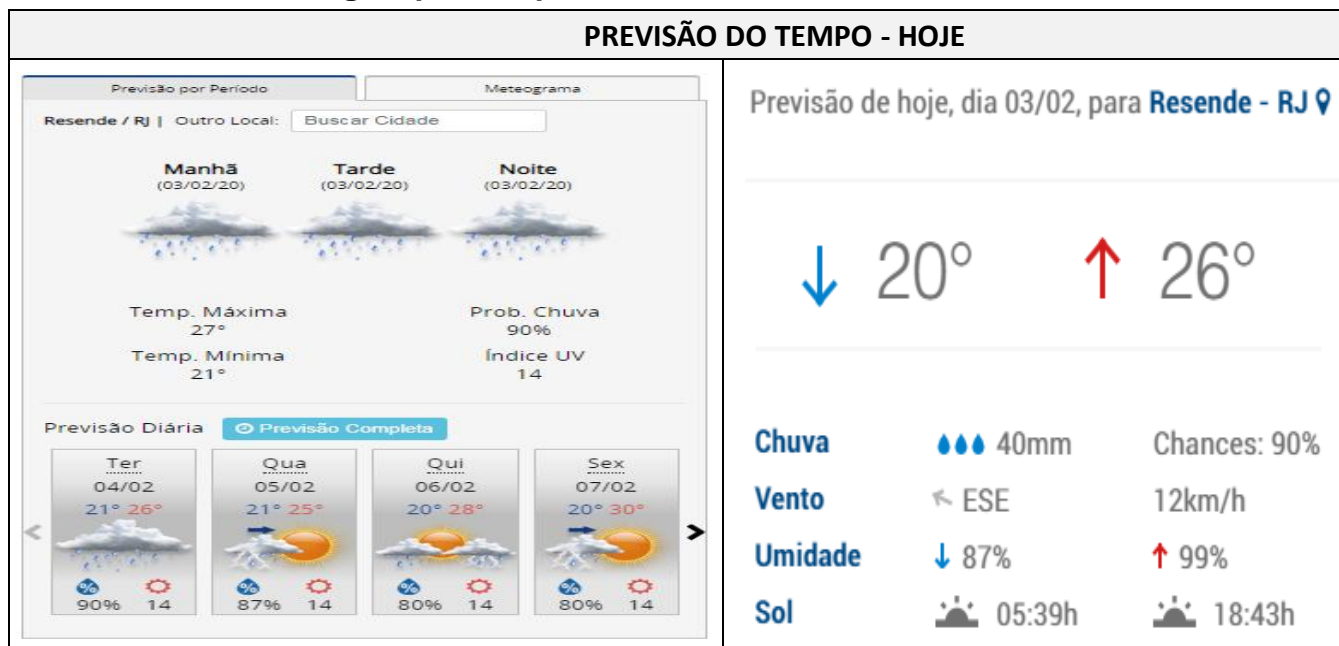 PREVISÃO DO TEMPO - HOJE
Previsão por Período
Meteograma
Resende / RJ | Outro Local: Buscar Cidade
Manhã Tarde Noite
(03/02/20) (03/02/20) (03/02/20)
Temp. Máxima Prob. Chuva
27° 90%
Temp. Mínima Índice UV
21° 14
Previsão Diária Previsão Completa
Ter Qua Qui Sex
04/02 05/02 06/02 07/02
21° 26° 21° 25° 20° 28° 20° 30°
90% 14 87% 14 80% 14 80% 14
Previsão de hoje, dia 03/02, para Resende - RJ
↓ 20° ↑ 26°
Chuva 40mm Chances: 90%
Vento ESE 12km/h
Umidade ↓ 87% ↑ 99%
Sol 05:39h 18:43h